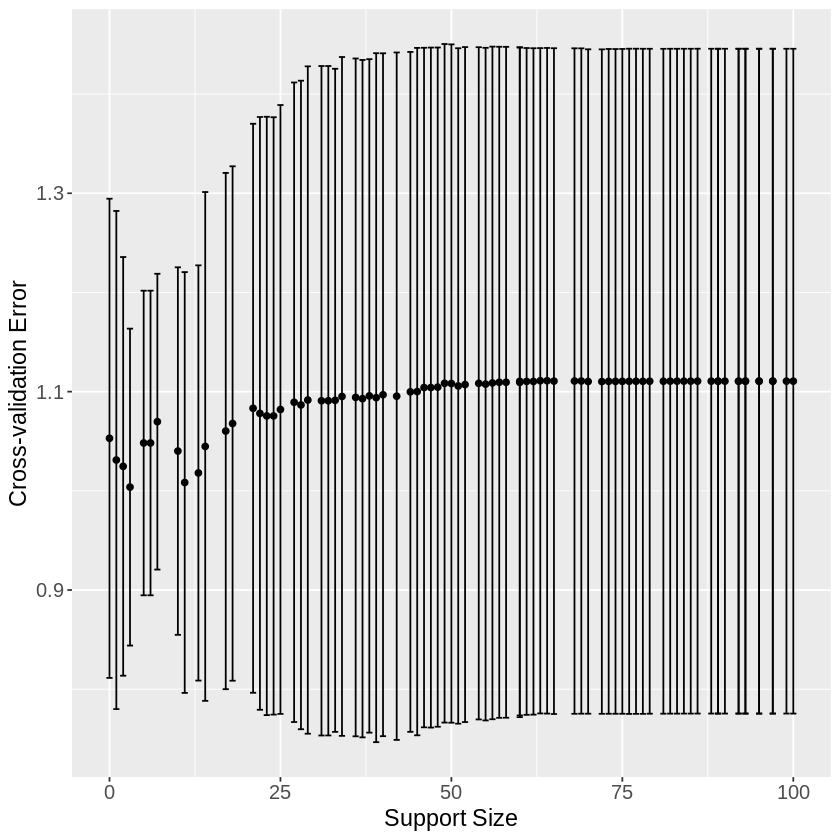 Cross-validation Error
1.3
1.1
0.9
0 25 50 75 100
Support Size